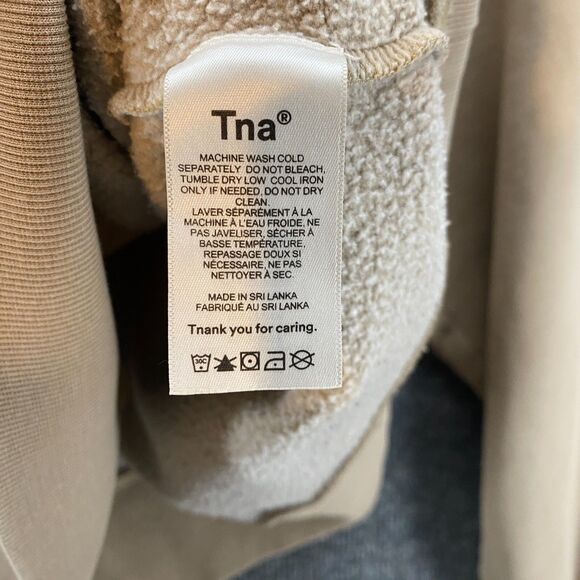 Tna®
MACHINE WASH COLD
SEPARATELY DO NOT BLEACH,
TUMBLE DRY LOW COOL IRON
ONLY IF NEEDED, DO NOT DRY
CLEAN.
LAVER SÉPARÉMENT À LA
MACHINE À L'EAU FROIDE, NE
PAS JAVELISER, SÉCHER À
BASSE TEMPÉRATURE,
REPASSAGE DOUX SI
NÉCESSAIRE, NE PAS
NETTOYER À SEC.
MADE IN SRI LANKA
FABRIQUÉ AU SRI LANKA
Tnank you for caring.
30C